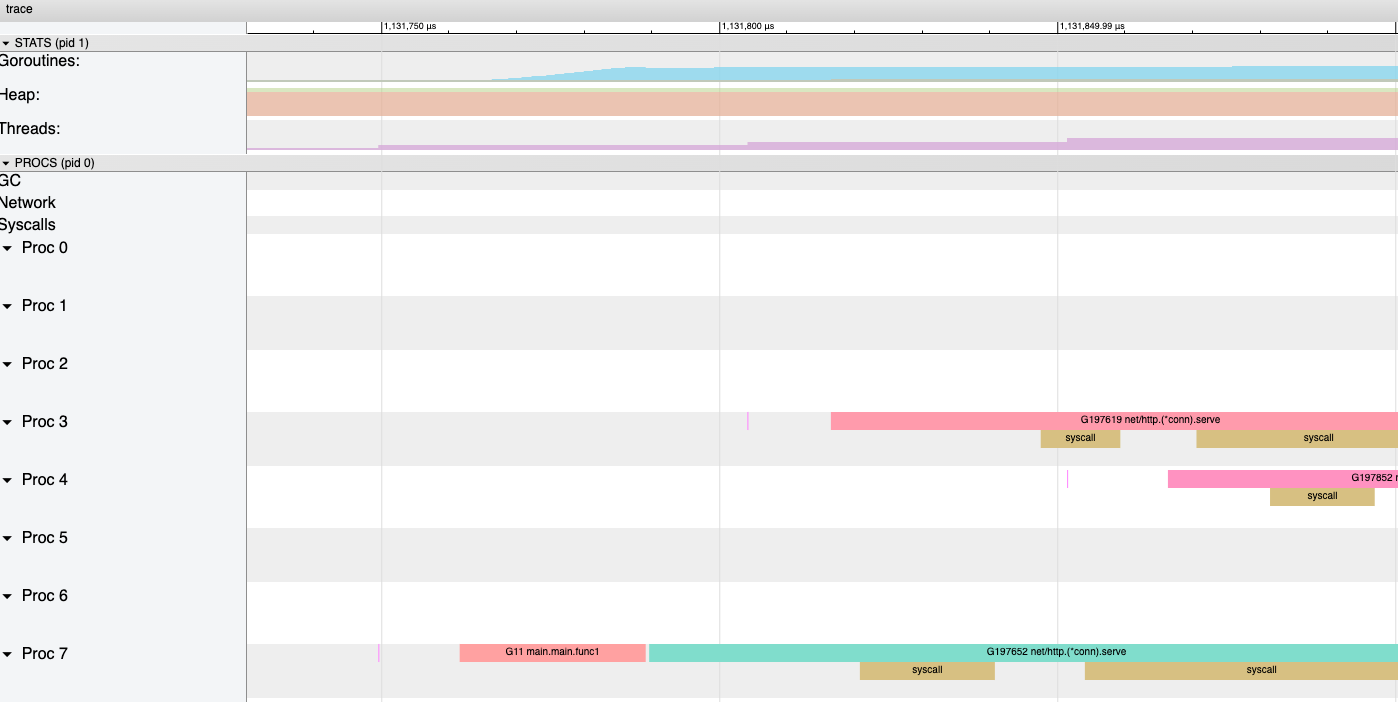 trace
1,131,750 µs
1,131,800 µs
1,131,849.99 µs
STATS (pid 1)
Goroutines:
Heap:
Threads:
PROCS (pid 0)
GC
Network
Syscalls
Proc 0
Proc 1
Proc 2
Proc 3
G197619 net/http.(*conn).serve
syscall
syscall
Proc 4
G197852 r
syscall
Proc 5
Proc 6
Proc 7
G11 main.main.func1
G197652 net/http.(*conn).serve
syscall
syscall